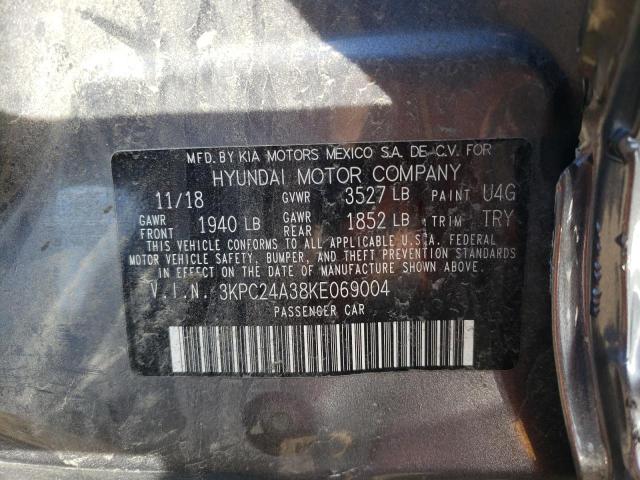 MFD. BY KIA MOTORS MEXICO S.A. DE C.V. FOR
HYUNDAI MOTOR COMPANY
11/18 GVWR 3527 LB PAINT U4G
GAWR FRONT 1940 LB GAWR REAR 1852 LB TRIM TRY
THIS VEHICLE CONFORMS TO ALL APPLICABLE U.S.A. FEDERAL
MOTOR VEHICLE SAFETY, BUMPER, AND THEFT PREVENTION STANDARDS
IN EFFECT ON THE DATE OF MANUFACTURE SHOWN ABOVE.
V.I.N. 3KPC24A38KE069004
PASSENGER CAR